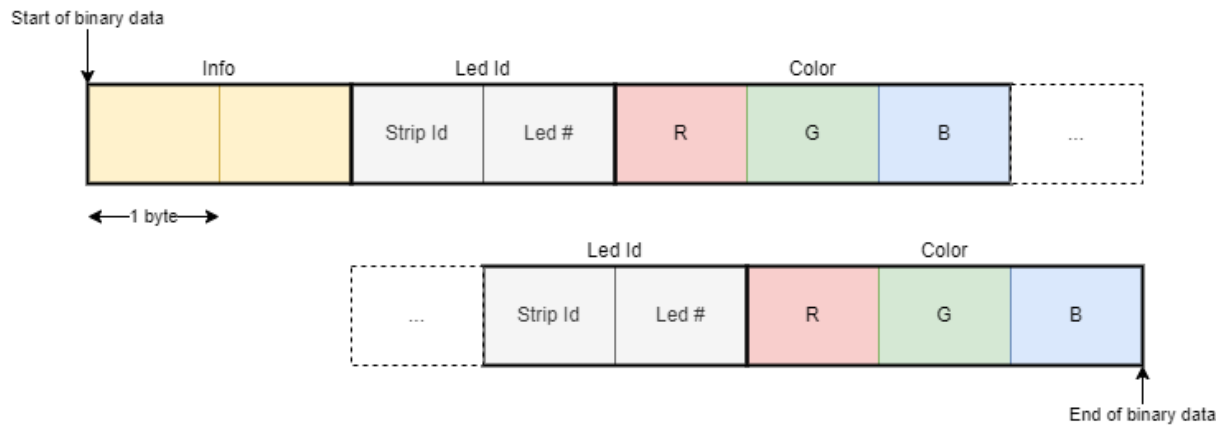 Start of binary data
Info Led Id Color
Strip Id Led # R G B ...
1 byte
Led Id Color
... Strip Id Led # R G B
End of binary data